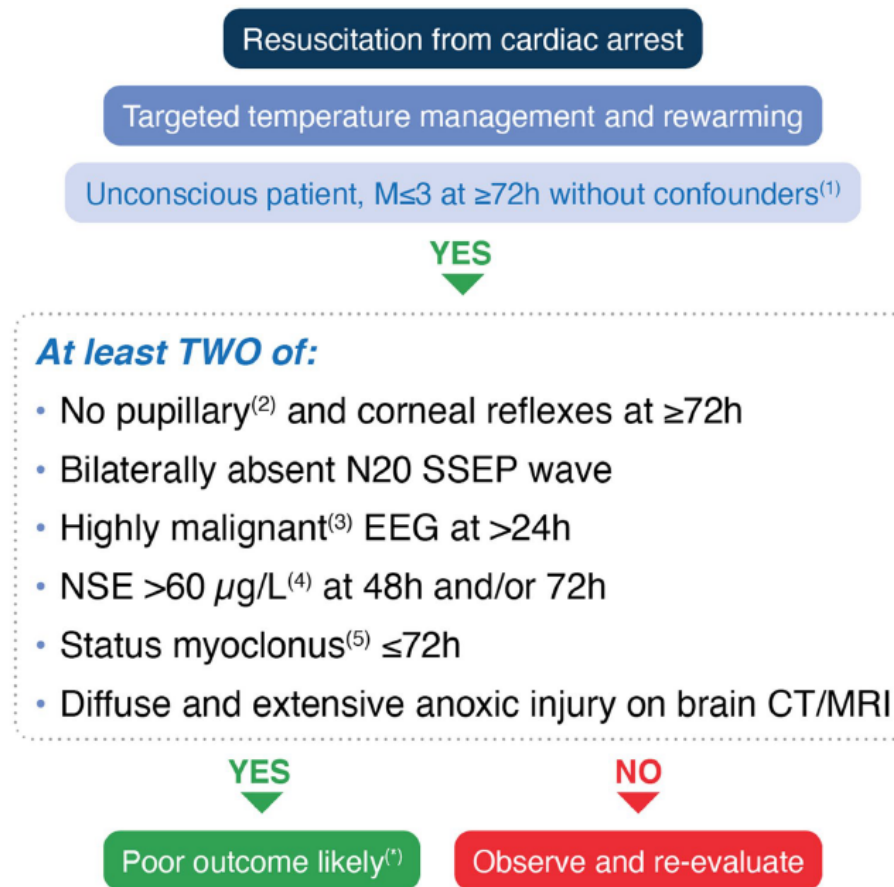 Resuscitation from cardiac arrest
Targeted temperature management and rewarming
Unconscious patient, M≤3 at ≥72h without confounders(1)
YES
At least TWO of:
• No pupillary(2) and corneal reflexes at ≥72h
• Bilaterally absent N20 SSEP wave
• Highly malignant(3) EEG at >24h
• NSE >60 µg/L(4) at 48h and/or 72h
• Status myoclonus(5) ≤72h
• Diffuse and extensive anoxic injury on brain CT/MRI
YES
NO
Poor outcome likely(*)
Observe and re-evaluate